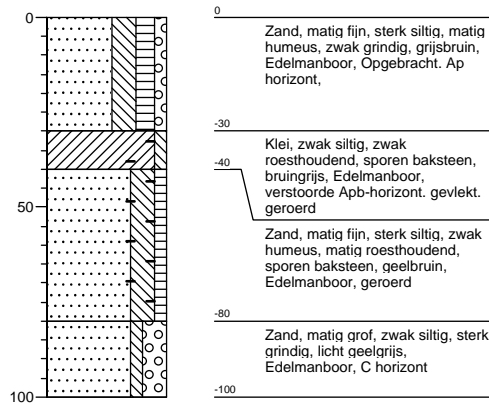 0
50
100
0
Zand, matig fijn, sterk siltig, matig
humeus, zwak grindig, grijsbruin,
Edelmanboor, Opgebracht. Ap
horizont,
-30
Klei, zwak siltig, zwak
roesthoudend, sporen baksteen,
bruingrijs, Edelmanboor,
verstoorde Apb-horizont. gevlekt.
geroerd
-40
Zand, matig fijn, sterk siltig, zwak
humeus, matig roesthoudend,
sporen baksteen, geelbruin,
Edelmanboor, geroerd
-80
Zand, matig grof, zwak siltig, sterk
grindig, licht geelgrijs,
Edelmanboor, C horizont
-100